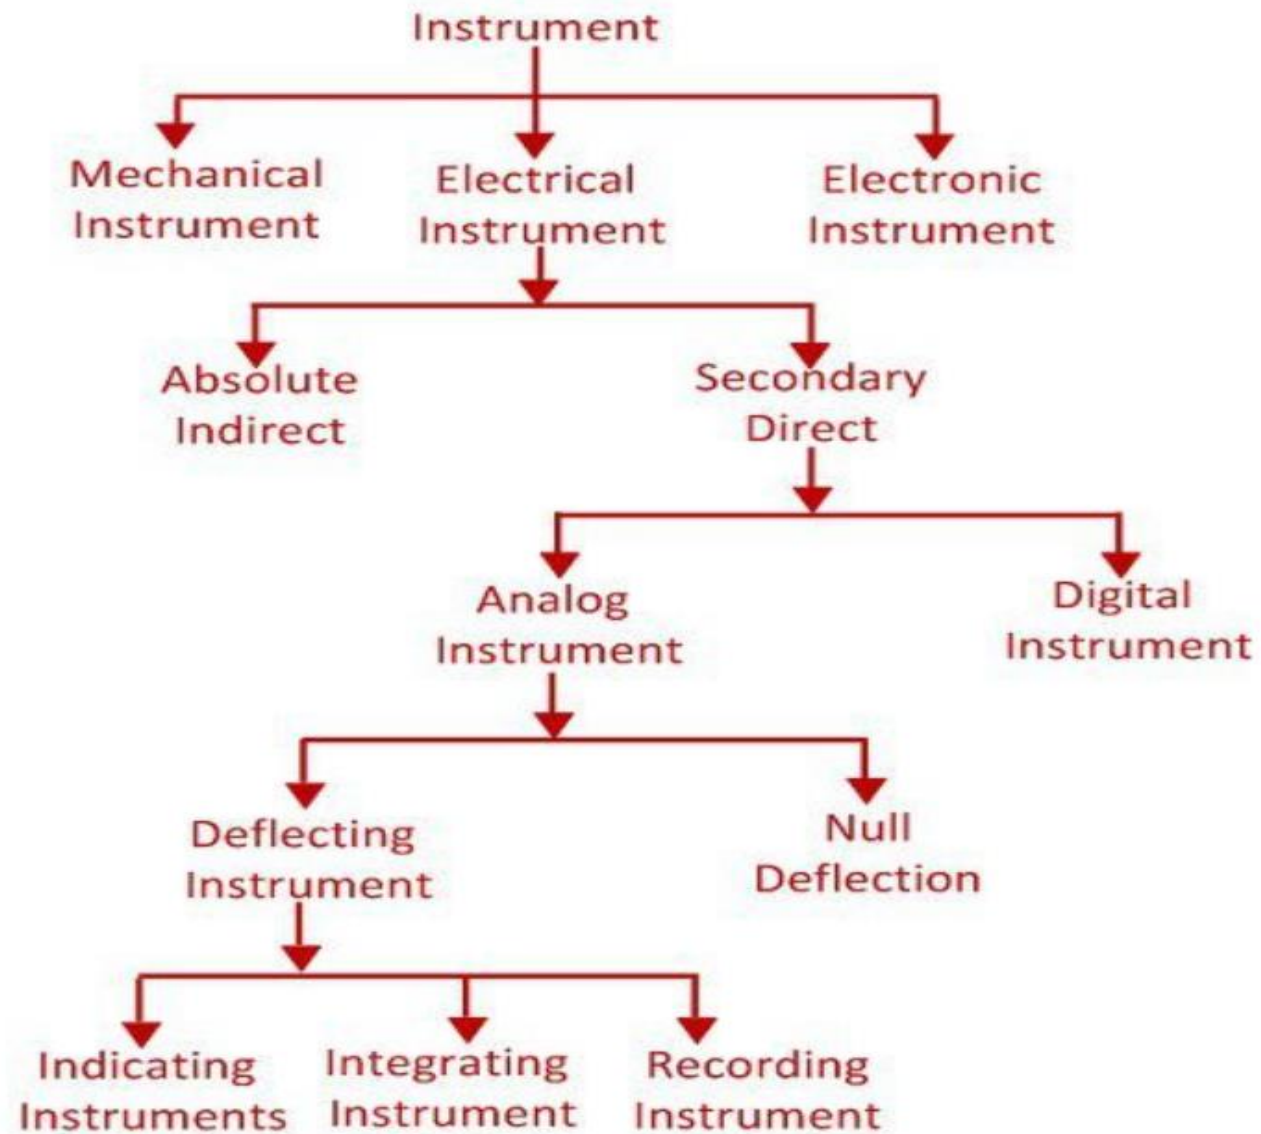 Instrument
Mechanical
Instrument
Electrical
Instrument
Electronic
Instrument
Absolute
Indirect
Secondary
Direct
Analog
Instrument
Digital
Instrument
Deflecting
Instrument
Null
Deflection
Indicating
Instruments
Integrating
Instrument
Recording
Instrument